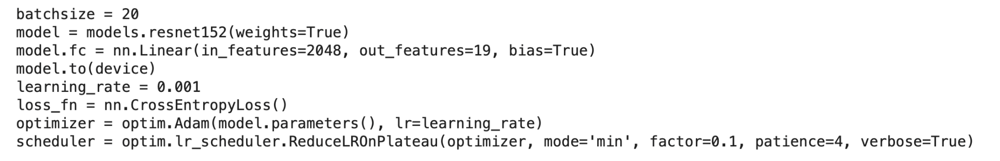 batchsize = 20
model = models.resnet152(weights=True)
model.fc = nn.Linear(in_features=2048, out_features=19, bias=True)
model.to(device)
learning_rate = 0.001
loss_fn = nn.CrossEntropyLoss()
optimizer = optim.Adam(model.parameters(), lr=learning_rate)
scheduler = optim.lr_scheduler.ReduceLROnPlateau(optimizer, mode='min', factor=0.1, patience=4, verbose=True)